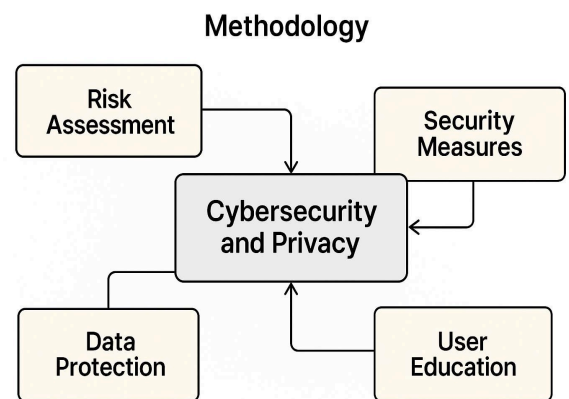 Methodology
Risk
Assessment
Security
Measures
Cybersecurity
and Privacy
Data
Protection
User
Education